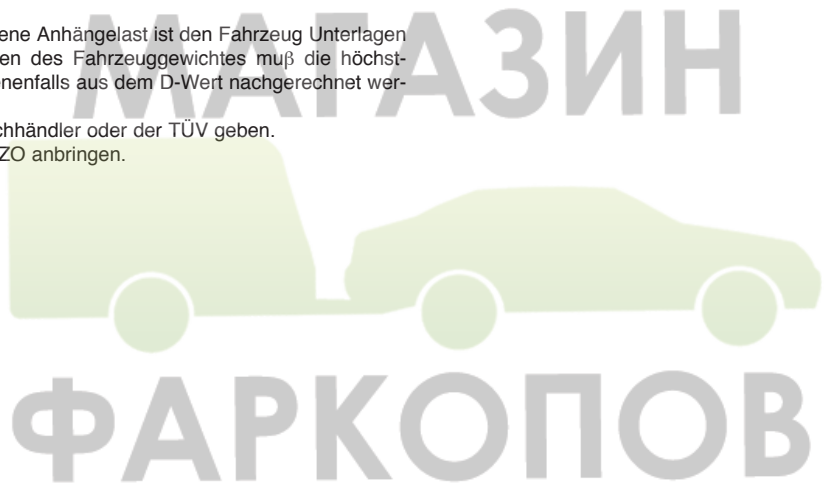 МАГАЗИН
ene Anhängelast ist den Fahrzeug Unterlagen
en des Fahrzeuggewichtes muβ die höchst-
enenfalls aus dem D-Wert nachgerechnet wer-
chhändler oder der TÜV geben.
ZO anbringen.
ФАРКОПОВ